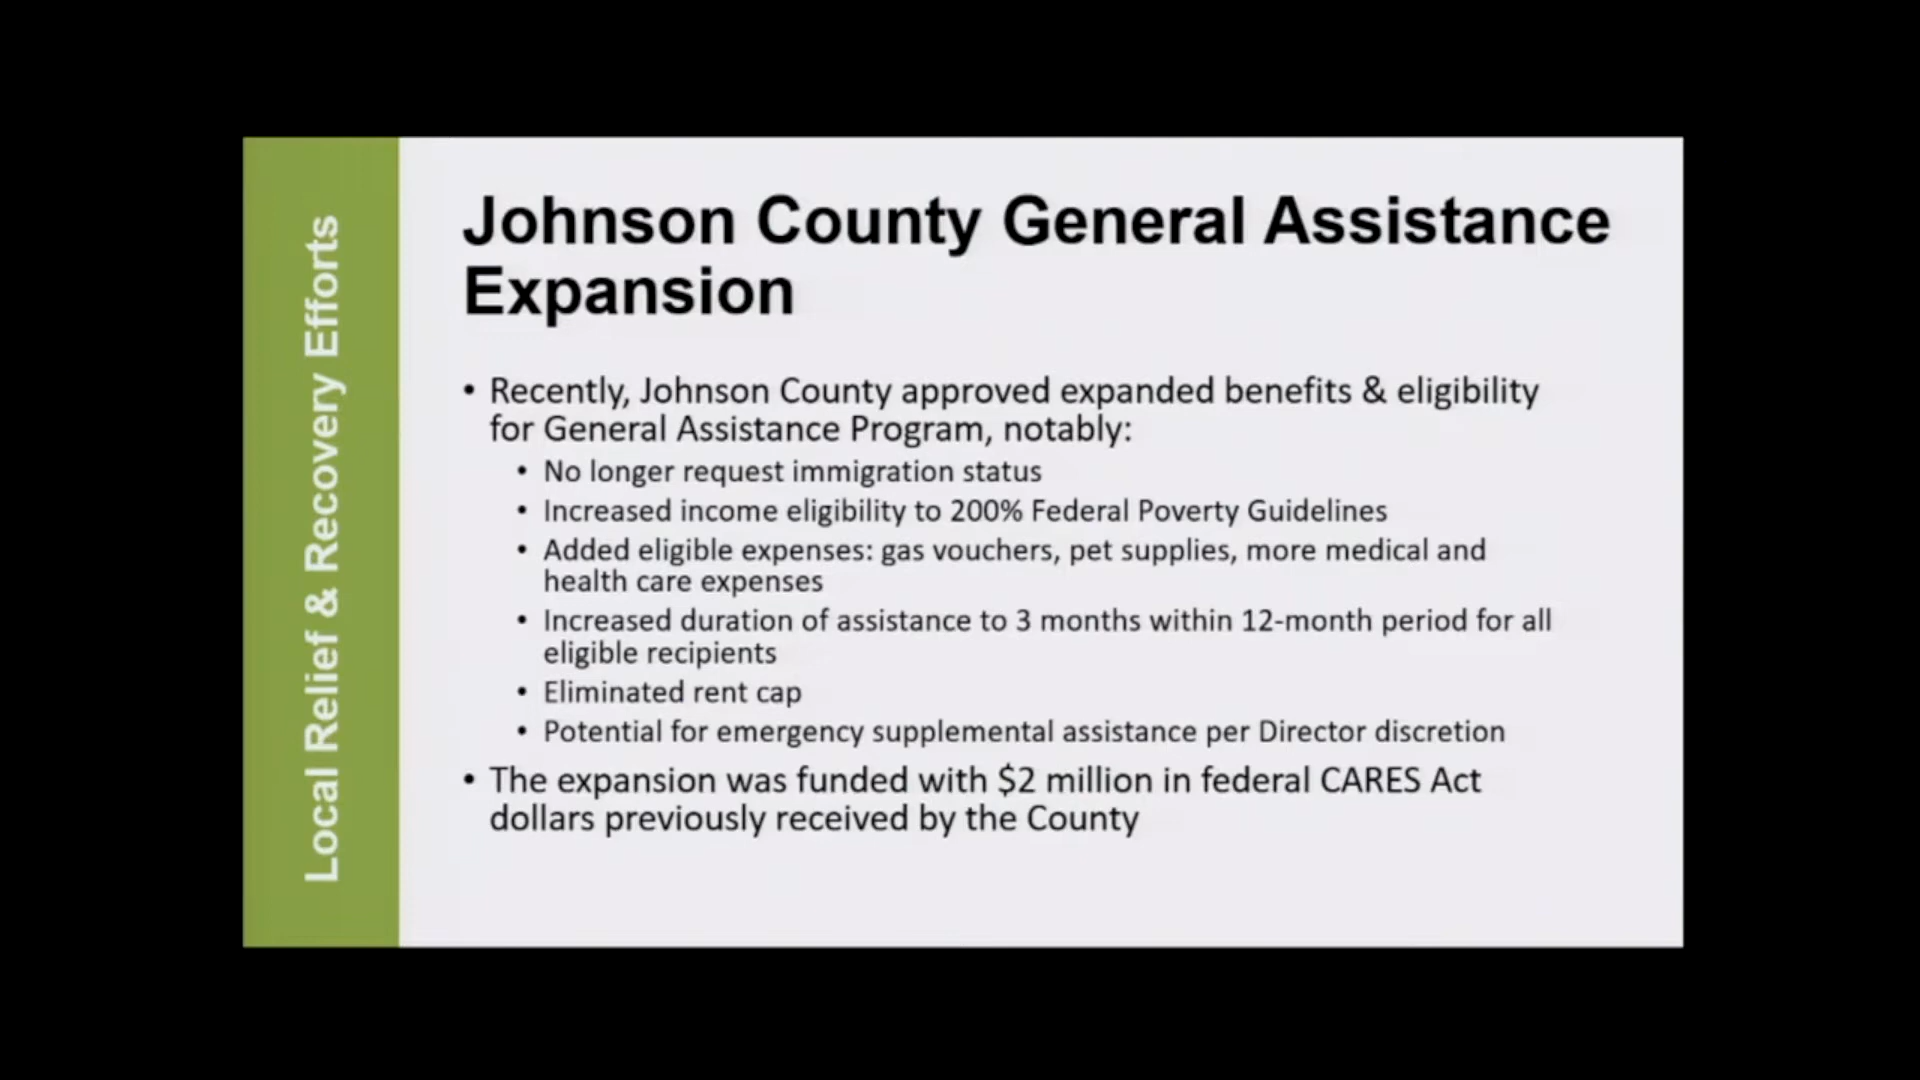 Local Relief & Recovery Efforts
Johnson County General Assistance
Expansion
• Recently, Johnson County approved expanded benefits & eligibility
for General Assistance Program, notably:
• No longer request immigration status
• Increased income eligibility to 200% Federal Poverty Guidelines
• Added eligible expenses: gas vouchers, pet supplies, more medical and
health care expenses
• Increased duration of assistance to 3 months within 12-month period for all
eligible recipients
• Eliminated rent cap
• Potential for emergency supplemental assistance per Director discretion
• The expansion was funded with $2 million in federal CARES Act
dollars previously received by the County